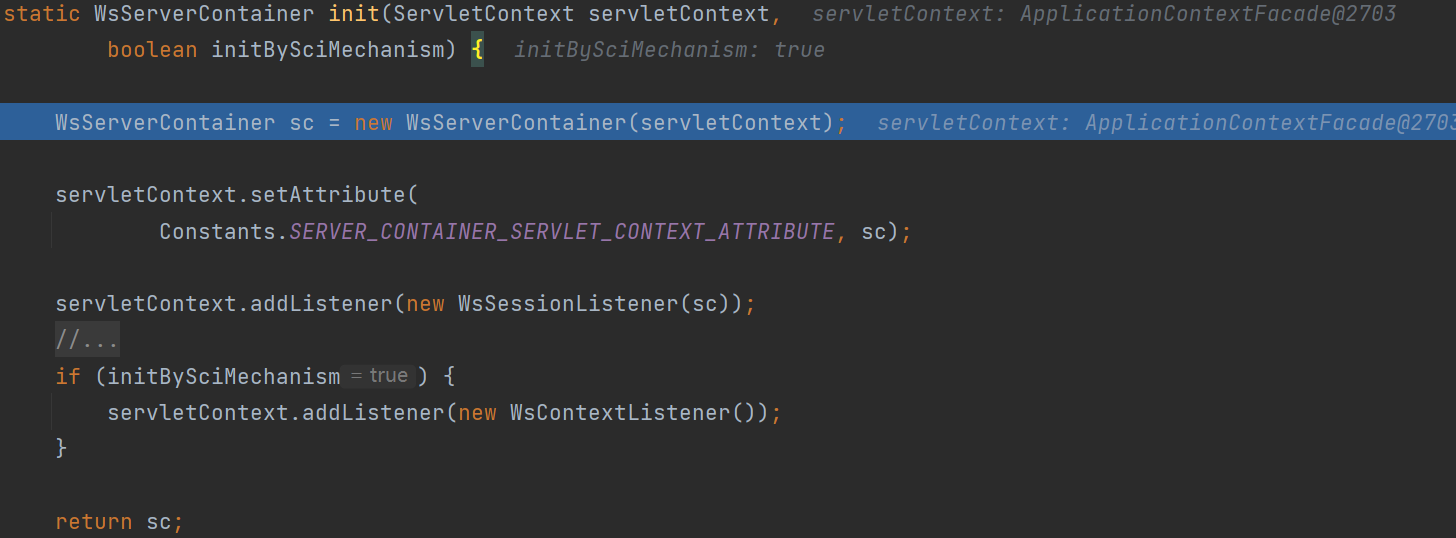 static WsServerContainer init(ServletContext servletContext,  servletContext: ApplicationContextFacade@2703
        boolean initBySciMechanism) {  initBySciMechanism: true
    WsServerContainer sc = new WsServerContainer(servletContext);  servletContext: ApplicationContextFacade@2703
    servletContext.setAttribute(
            Constants.SERVER_CONTAINER_SERVLET_CONTEXT_ATTRIBUTE, sc);
    servletContext.addListener(new WsSessionListener(sc));
    //...
    if (initBySciMechanism = true ) {
        servletContext.addListener(new WsContextListener());
    }
    return sc;